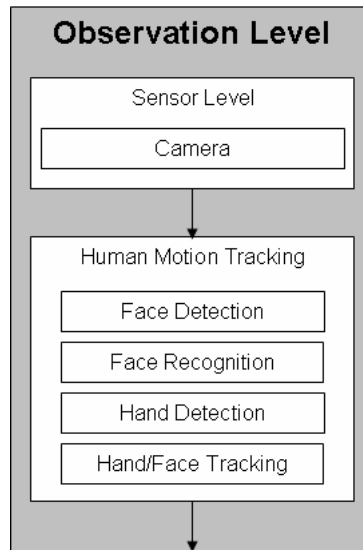 Observation Level
Sensor Level
Camera
Human Motion Tracking
Face Detection
Face Recognition
Hand Detection
Hand/Face Tracking